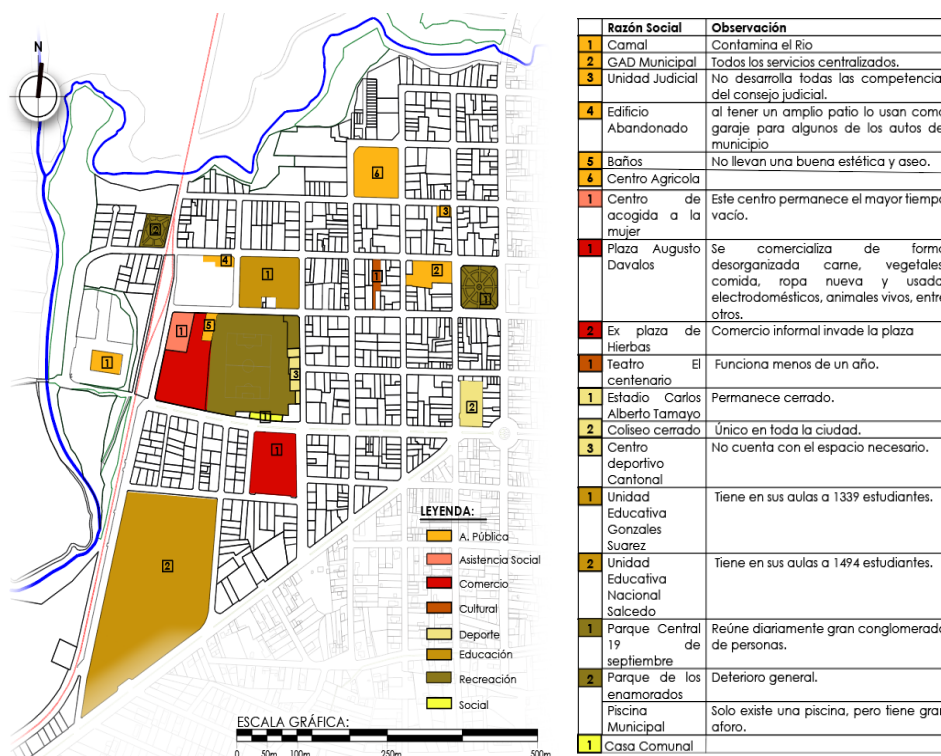 N
6
3
2
4
1
1
2
1
1
5
3
1
2
1
1
2
LEYENDA:
A. Pública
Asistencia Social
Comercio
Cultural
Deporte
Educación
Recreación
Social
ESCALA GRÁFICA:
0 50m 100m 250m 500m
Razón Social Observación
1 Camal Contamina el Rio
2 GAD Municipal Todos los servicios centralizados.
3 Unidad Judicial No desarrolla todas las competencia
del consejo judicial.
4 Edificio Abandonado al tener un amplio patio lo usan como
garaje para algunos de los autos de
municipio
5 Baños No llevan una buena estética y aseo.
6 Centro Agricola
1 Centro de acogida a la mujer Este centro permanece el mayor tiempo
vacío.
1 Plaza Augusto Davalos Se comercializa de forma
desorganizada carne, vegetales
comida, ropa nueva y usada
electrodomésticos, animales vivos, entre
otros.
2 Ex plaza de Hierbas Comercio informal invade la plaza
1 Teatro El centenario Funciona menos de un año.
1 Estadio Carlos Alberto Tamayo Permanece cerrado.
2 Coliseo cerrado Único en toda la ciudad.
3 Centro deportivo Cantonal No cuenta con el espacio necesario.
1 Unidad Educativa Gonzales Suarez Tiene en sus aulas a 1339 estudiantes.
2 Unidad Educativa Nacional Salcedo Tiene en sus aulas a 1494 estudiantes.
1 Parque Central 19 de septiembre Reúne diariamente gran conglomerado
de personas.
2 Parque de los enamorados Deterioro general.
Piscina Municipal Solo existe una piscina, pero tiene gran
aforo.
1 Casa Comunal